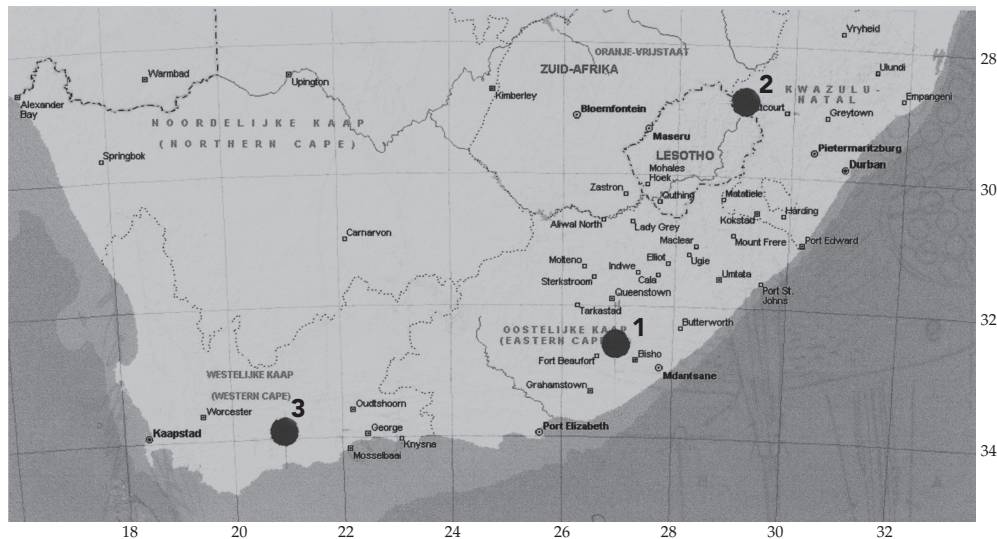 Vryheid
28
ORANJE-VRIJSTAAT
ZUID-AFRIKA
Ulundi
Warmbad
Upington
2
KWAZULU-
NATAL
Kimberley
Alexander
Bay
Empangeni
Bloemfontein
tcourt
Greytown
NOORDELIJKE KAAP
(NORTHERN CAPE)
Maseru
Pietermaritzburg
LESOTHO
Springbok
Durban
Mohales
Hoek
30
Zastron
Quthing
Matatiele
Harding
Kokstad
Aliwal North
Lady Grey
Carnarvon
Maclear
Mount Frere
Port Edward
Molteno
Elliot
Ugie
Indwe
Sterkstroom
Cala
Umtata
Queenstown
Port St.
Johns
Tarkastad
32
Butterworth
1
OOSTELIJKE KAAP
(EASTERN CAP
Fort Beaufort
Bisho
Mdantsane
WESTELIJKE KAAP
(WESTERN CAPE)
Grahamstown
Oudtshoorn
3
Worcester
Kaapstad
George
Port Elizabeth
Knysna
Mosselbaai
34
18 20 22 24 26 28 30 32